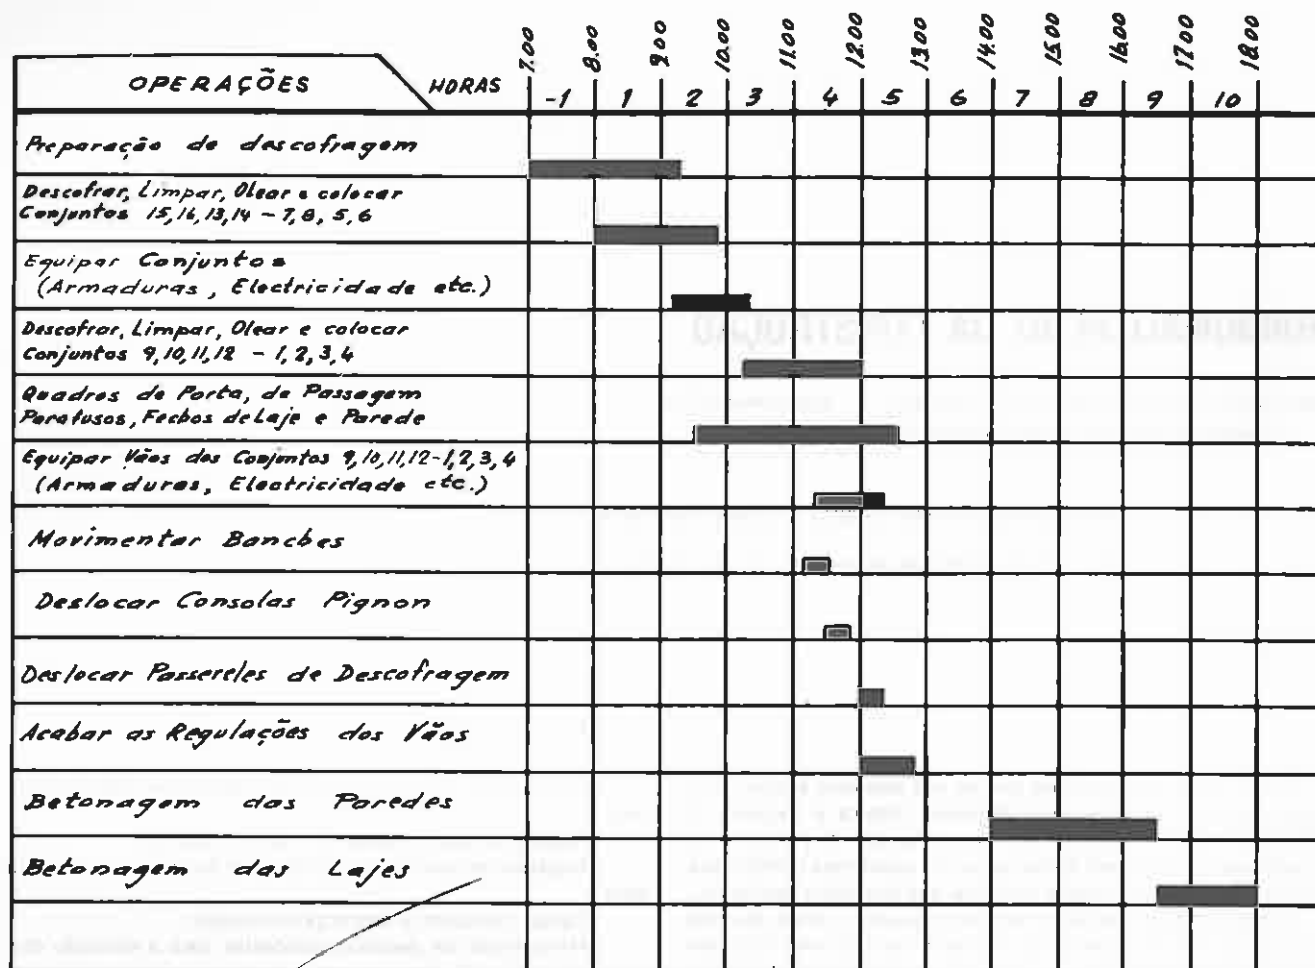 7.00 8.00 9.00 10.00 11.00 12.00 13.00 14.00 15.00 16.00 17.00 18.00
OPERAÇÕES HORAS -1 1 2 3 4 5 6 7 8 9 10
Preparação de descofragem
Descofrar, Limpar, Olear e colocar
Conjuntos 15,16,13,14 - 7, 8, 5, 6
Equipar Conjuntos
(Armaduras, Electricidade etc.)
Descofrar, Limpar, Olear e colocar
Conjuntos 9,10,11,12 - 1, 2, 3, 4
Quadros de Porta, de Passagem
Parafusos, Fechos de Laje e Parede
Equipar Vãos dos Conjuntos 9,10,11,12-1,2,3,4
(Armaduras, Electricidade etc.)
Movimentar Banches
Deslocar Consolas Pignon
Deslocar Passereles de Descofragem
Acabar as Regulações dos Vãos
Betonagem das Paredes
Betonagem das Lajes